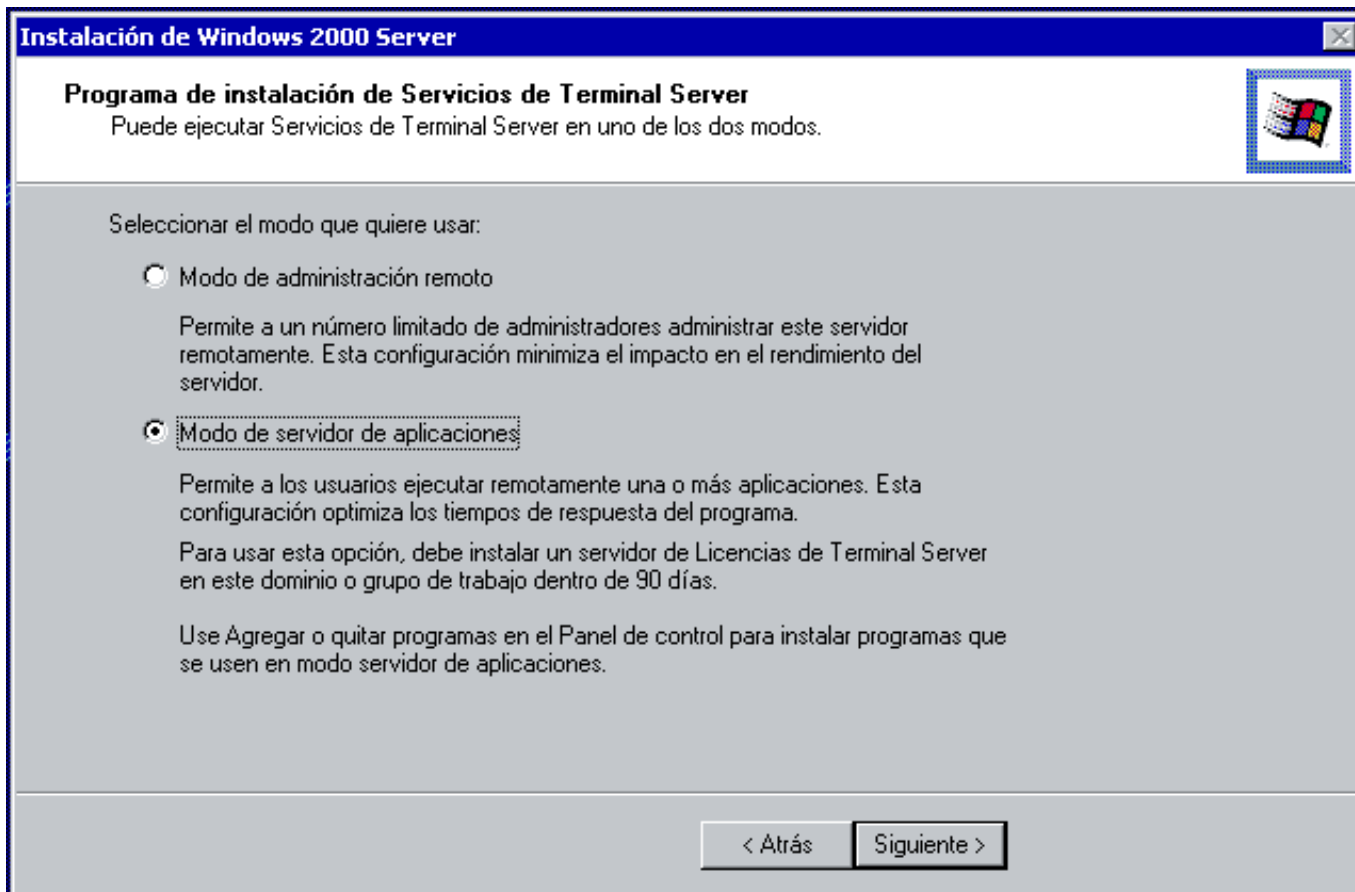 Instalación de Windows 2000 Server
Programa de instalación de Servicios de Terminal Server
Puede ejecutar Servicios de Terminal Server en uno de los dos modos.
Seleccionar el modo que quiere usar:
Modo de administración remoto
Permite a un número limitado de administradores administrar este servidor
remotamente. Esta configuración minimiza el impacto en el rendimiento del
servidor.
Modo de servidor de aplicaciones
Permite a los usuarios ejecutar remotamente una o más aplicaciones. Esta
configuración optimiza los tiempos de respuesta del programa.
Para usar esta opción, debe instalar un servidor de Licencias de Terminal Server
en este dominio o grupo de trabajo dentro de 90 días.
Use Agregar o quitar programas en el Panel de control para instalar programas que
se usen en modo servidor de aplicaciones.
< Atrás
Siguiente >